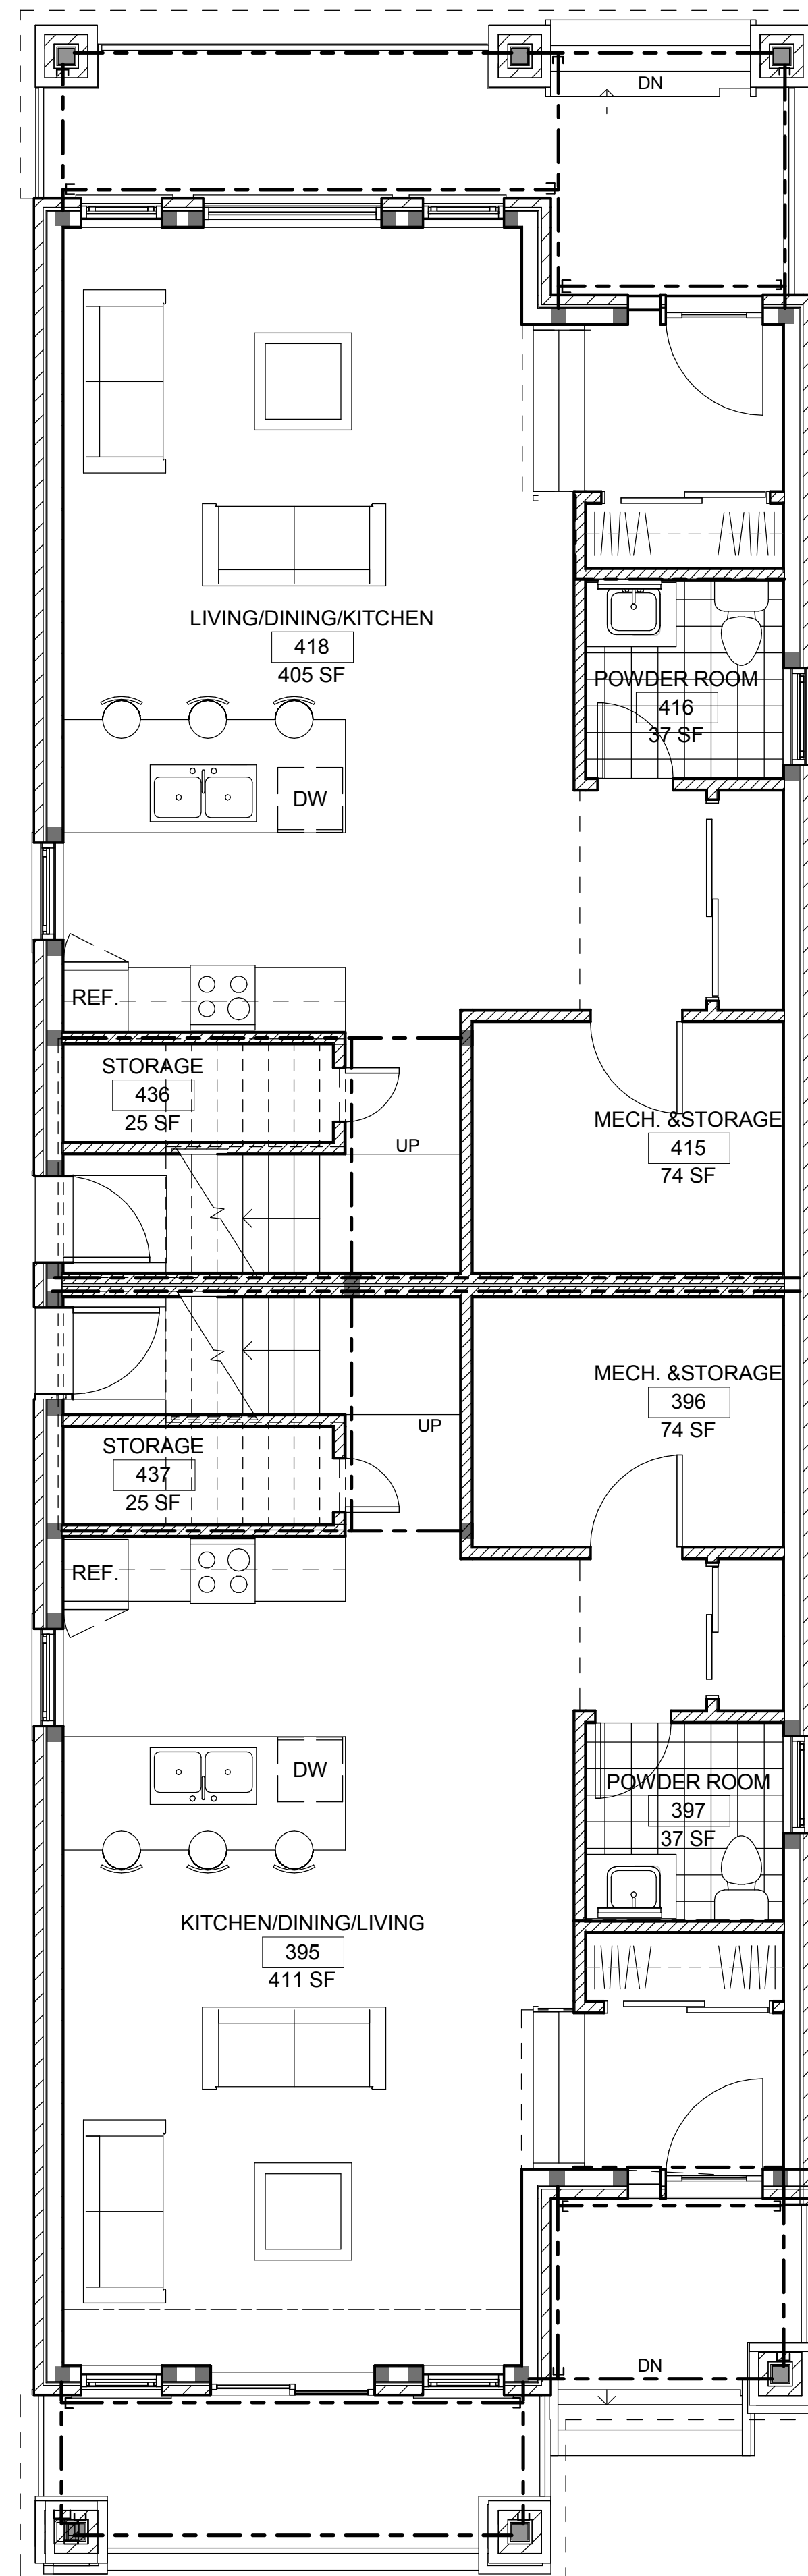 DN
LIVING/DINING/KITCHEN
418
405 SF
POWDER ROOM
416
37 SF
DW
REF.
STORAGE
436
25 SF
MECH. &STORAGE
415
74 SF
UP
MECH. &STORAGE
396
74 SF
UP
STORAGE
437
25 SF
REF.
DW
POWDER ROOM
397
37 SF
KITCHEN/DINING/LIVING
395
411 SF
DN